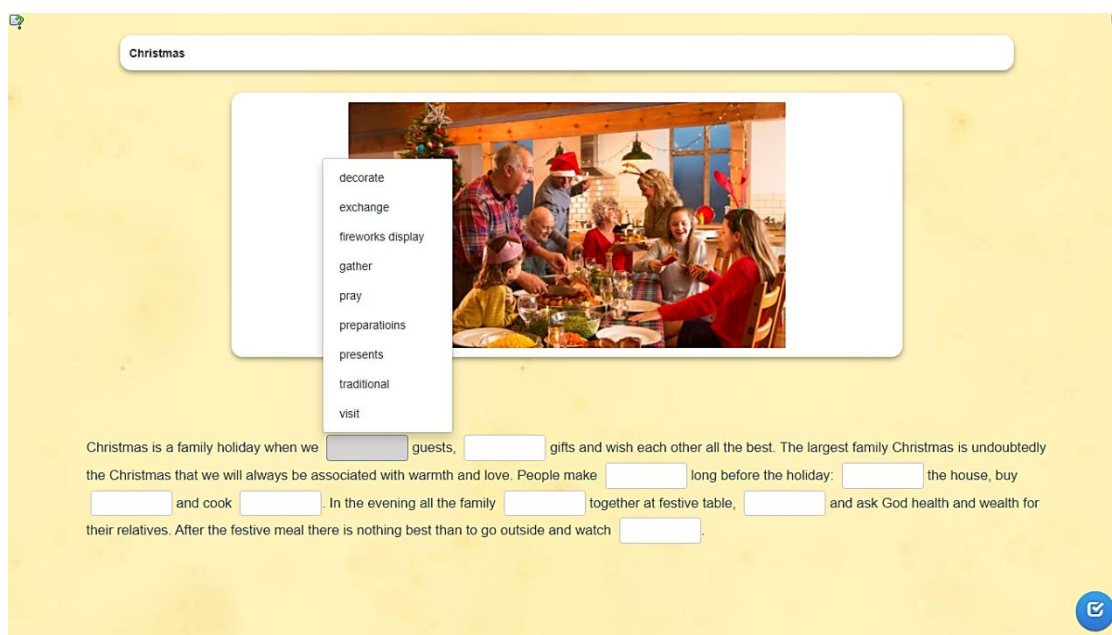 Christmas
decorate
exchange
fireworks display
gather
pray
preparatioins
presents
traditional
visit
Christmas is a family holiday when we guests, gifts and wish each other all the best. The largest family Christmas is undoubtedly
the Christmas that we will always be associated with warmth and love. People make long before the holiday: the house, buy
and cook . In the evening all the family together at festive table, and ask God health and wealth for
their relatives. After the festive meal there is nothing best than to go outside and watch .